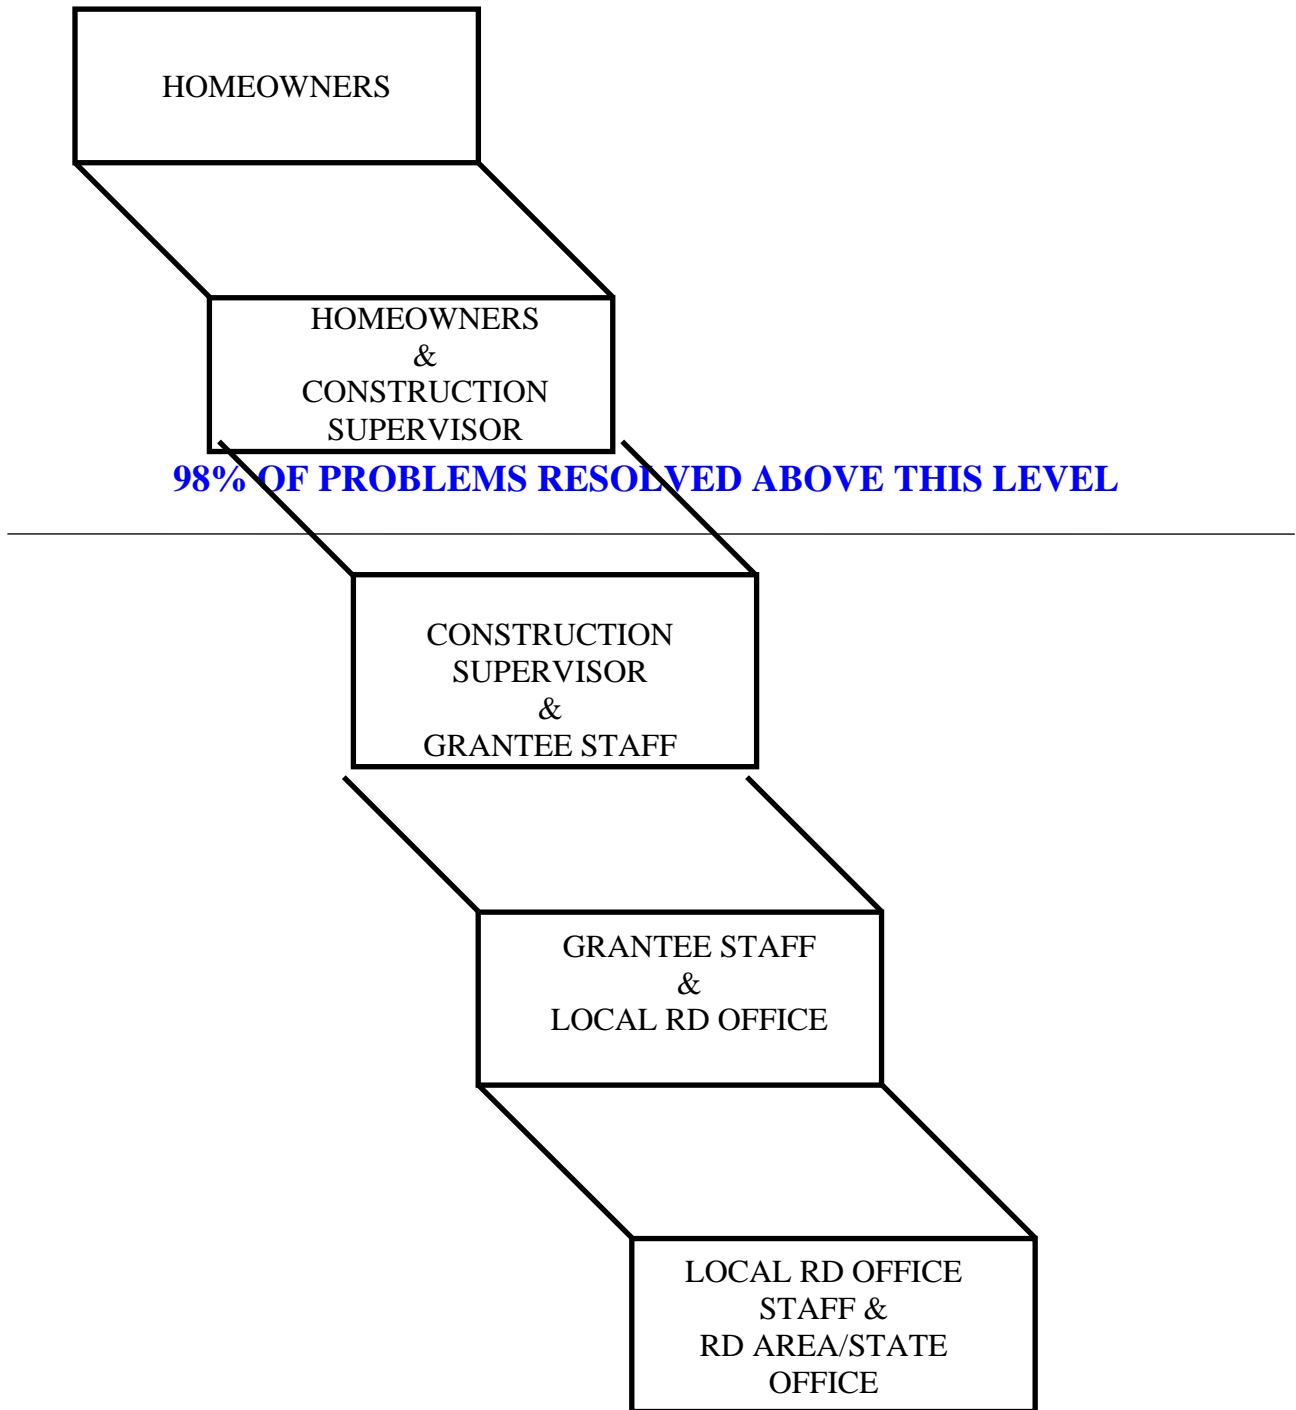 HOMEOWNERS
HOMEOWNERS
&
CONSTRUCTION
SUPERVISOR
98% OF PROBLEMS RESOLVED ABOVE THIS LEVEL
CONSTRUCTION
SUPERVISOR
&
GRANTEE STAFF
GRANTEE STAFF
&
LOCAL RD OFFICE
LOCAL RD OFFICE
STAFF &
RD AREA/STATE
OFFICE